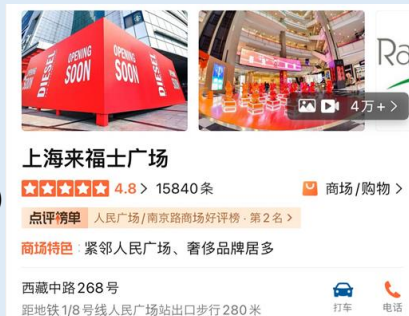 OPENING SOON
DIESEL
OPENING SOON
DIESEL
Ra
4万+
上海来福士广场
4.8 15840条 商场/购物
点评榜单 人民广场/南京路商场好评榜·第2名
商场特色：紧邻人民广场、奢侈品牌居多
西藏中路268号
距地铁1/8号线人民广场站出口步行280米
打车 电话